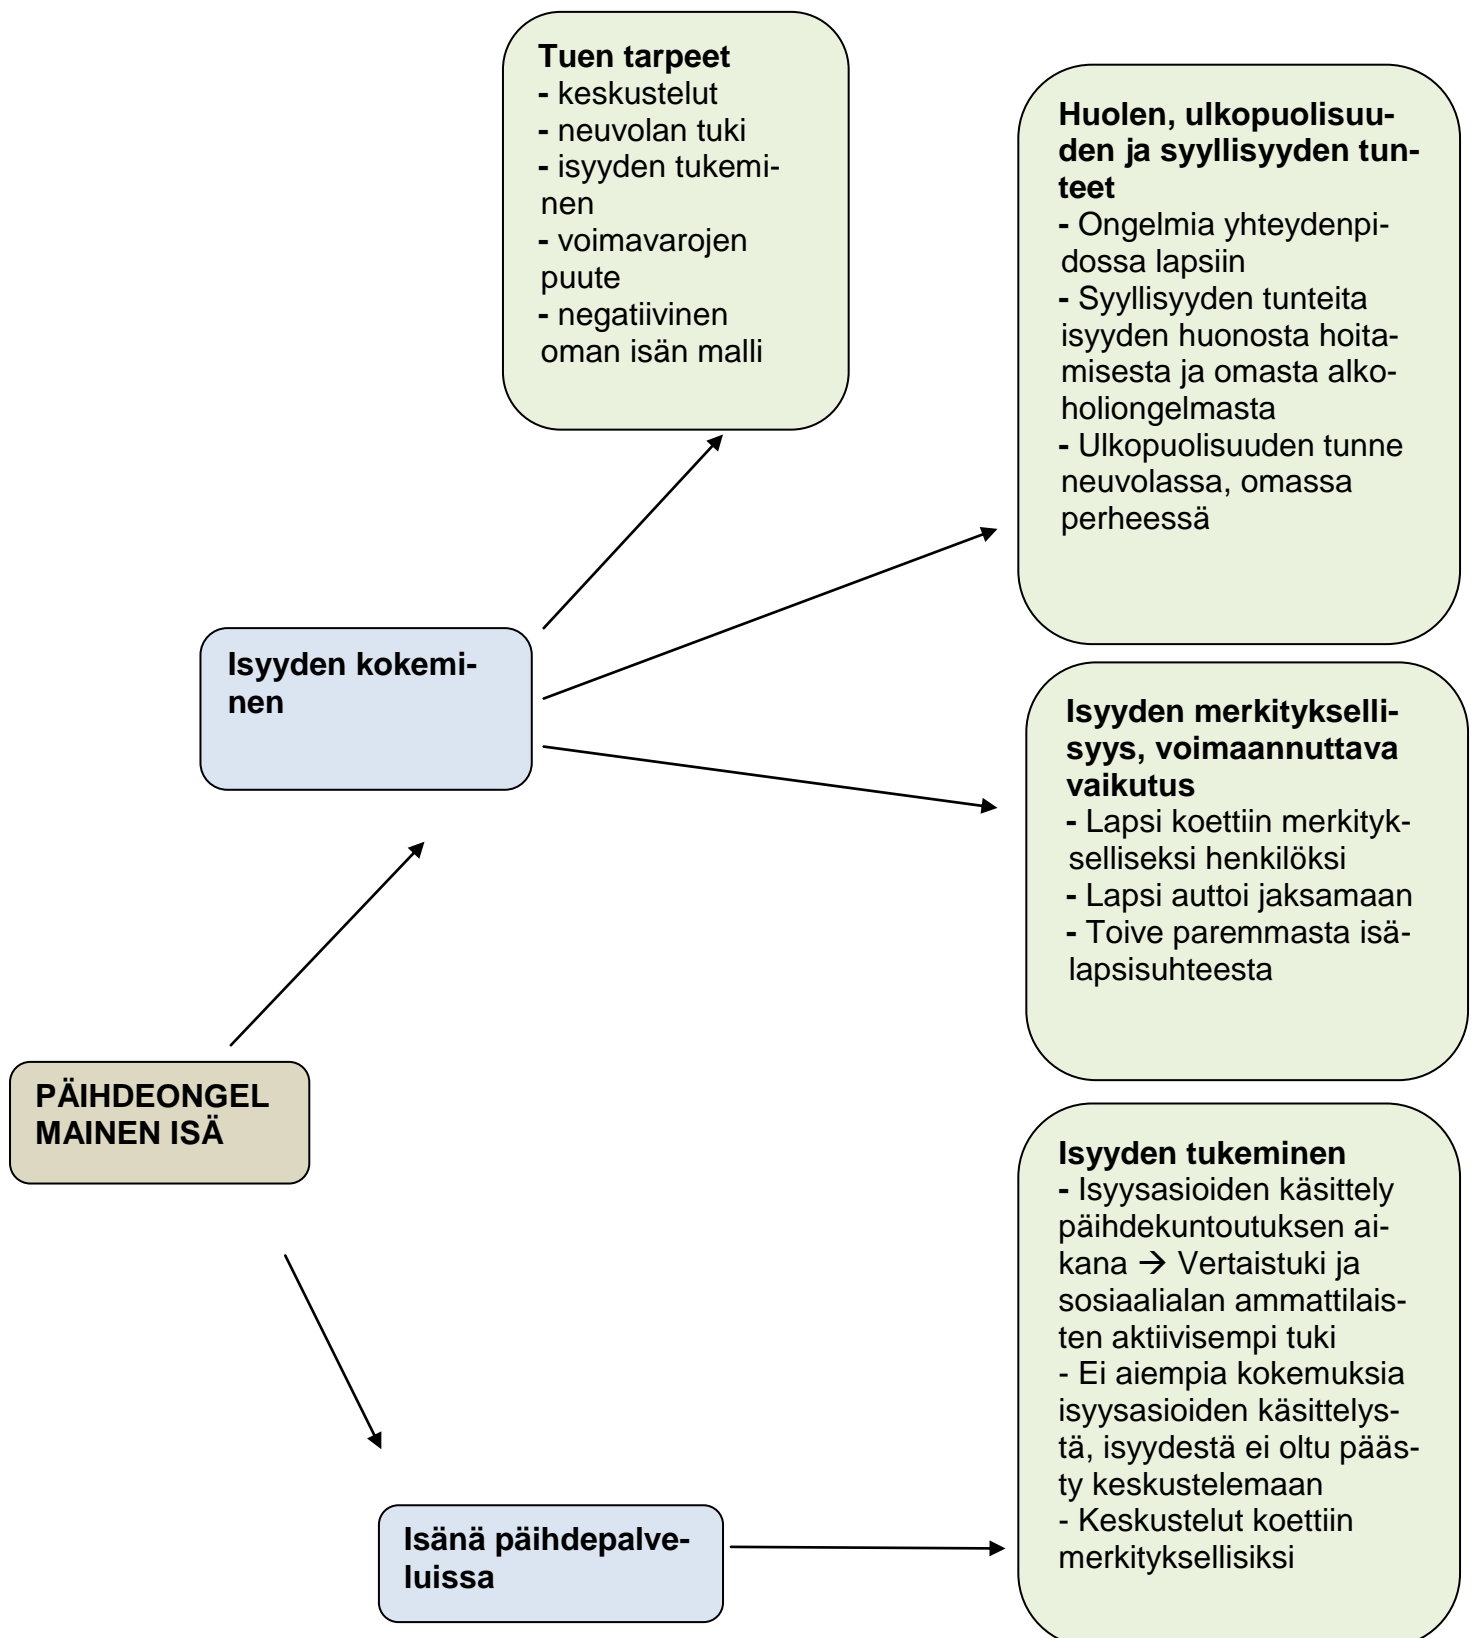 Tuen tarpeet
- keskustelut
- neuvolan tuki
- isyyden tukemi-
nen
- voimavarojen
puute
- negatiivinen
oman isän malli
Huolen, ulkopuolisuu-
den ja syyllisyyden tun-
teet
- Ongelmia yhteydenpi-
dossa lapsiin
- Syyllisyyden tunteita
isyyden huonosta hoita-
misesta ja omasta alko-
holiongelmasta
- Ulkopuolisuuden tunne
neuvolassa, omassa
perheessä
Isyyden kokemi-
nen
Isyyden merkitykselli-
syys, voimaannuttava
vaikutus
- Lapsi koettiin merkityk-
selliseksi henkilöksi
- Lapsi auttoi jaksamaan
- Toive paremmasta isä-
lapsisuhteesta
PÄIHDEONGEL
MAINEN ISÄ
Isyyden tukeminen
- Isyysasioiden käsittely
päihdekuntoutuksen ai-
kana → Vertaistuki ja
sosiaalialan ammattilais-
ten aktiivisempi tuki
- Ei aiempia kokemuksia
isyysasioiden käsittelys-
tä, isyydestä ei oltu pääs-
ty keskustelemaan
- Keskustelut koettiin
merkityksellisiksi
Isänä päihdepalve-
luissa